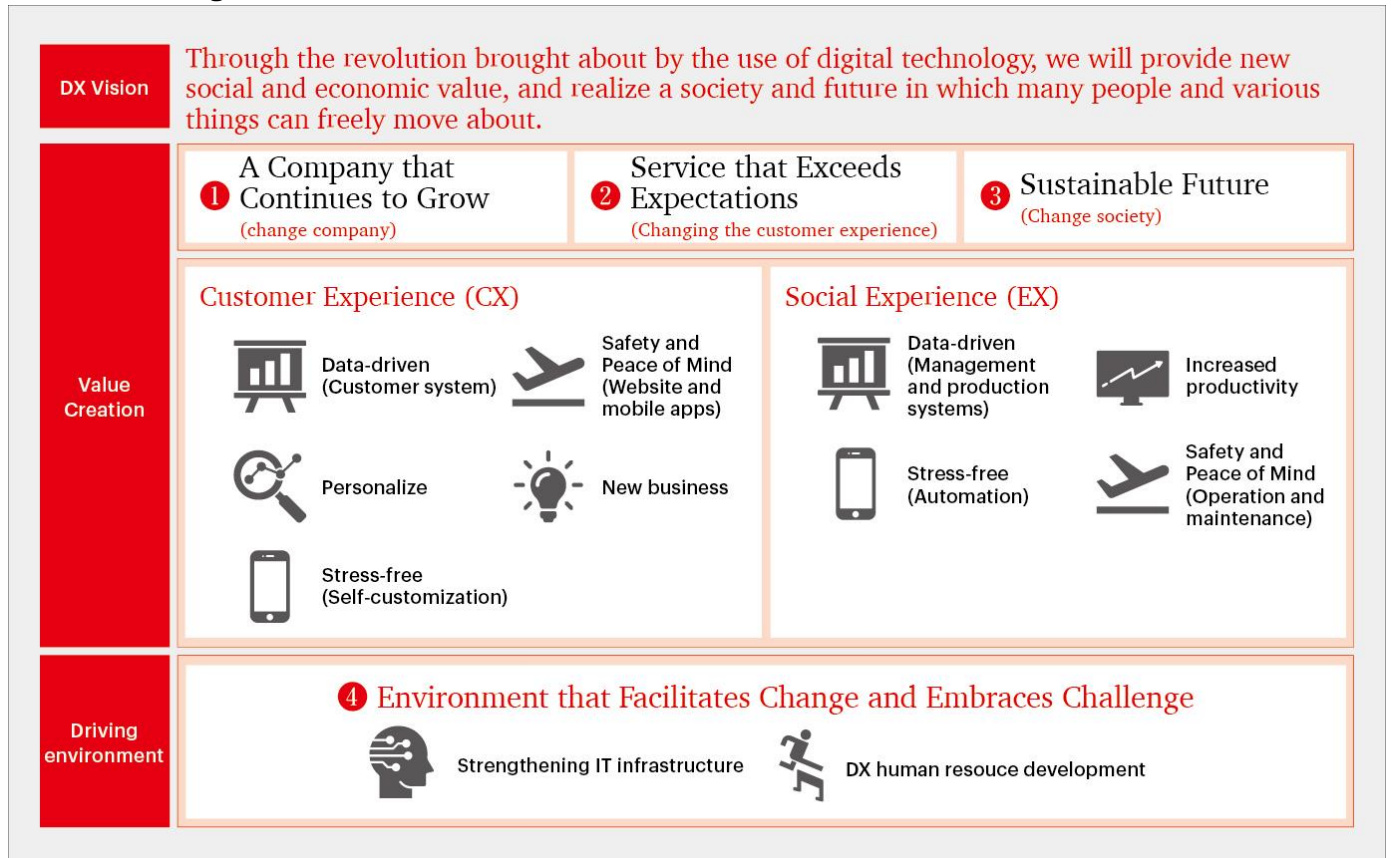 DX Vision
Through the revolution brought about by the use of digital technology, we will provide new
social and economic value, and realize a society and future in which many people and various
things can freely move about.
Value
Creation
1
A Company that
Continues to Grow
(change company)
2
Service that Exceeds
Expectations
(Changing the customer experience)
3
Sustainable Future
(Change society)
Customer Experience (CX)
Data-driven
(Customer system)
Safety and
Peace of Mind
(Website and
mobile apps)
Personalize
New business
Stress-free
(Self-customization)
Social Experience (EX)
Data-driven
(Management
and production
systems)
Increased
productivity
Stress-free
(Automation)
Safety and
Peace of Mind
(Operation and
maintenance)
Driving
environment
4 Environment that Facilitates Change and Embraces Challenge
Strengthening IT infrastructure
DX human resouce development